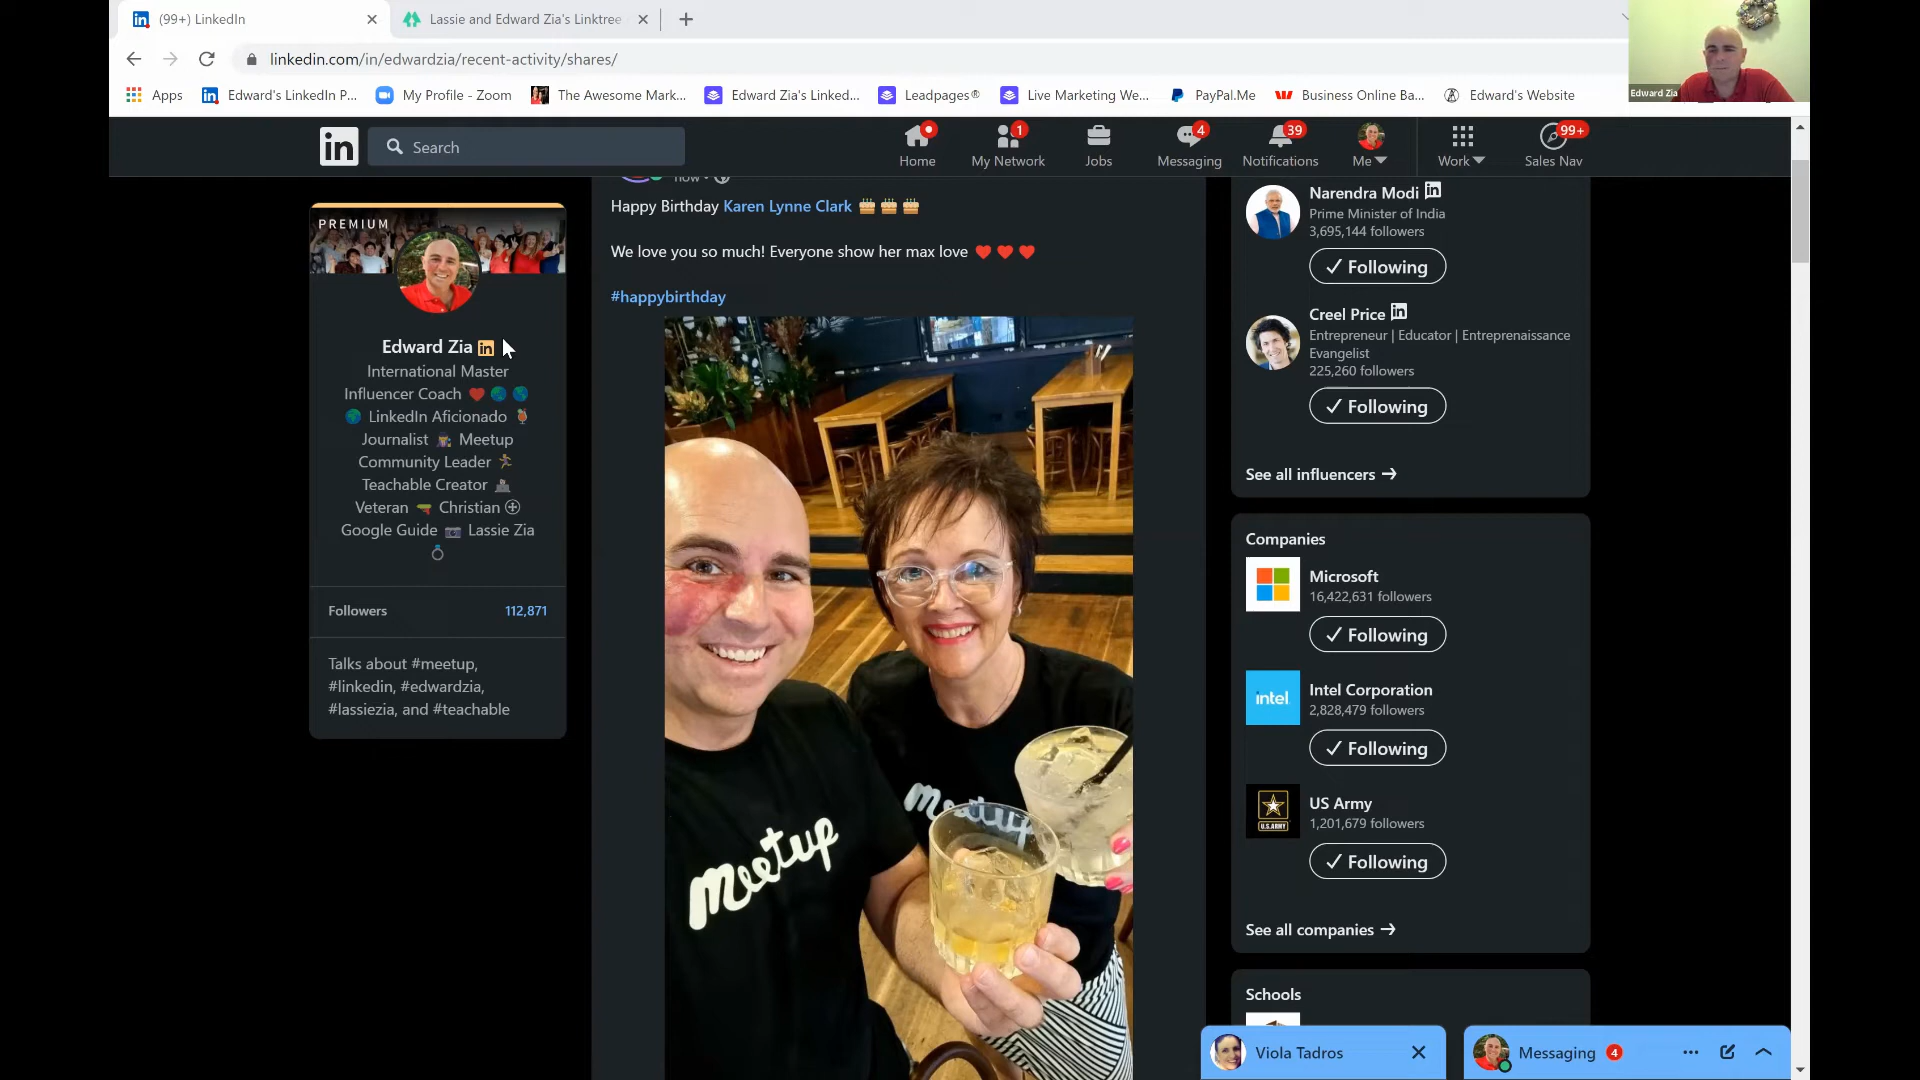 (99+) LinkedIn
Lassie and Edward Zia's Linktree
linkedin.com/in/edwardzia/recent-activity/shares/
Apps
Edward's LinkedIn P...
My Profile - Zoom
The Awesome Mark...
Edward Zia's Linked...
Leadpages®
Live Marketing We...
PayPal.Me
Business Online Ba...
Edward's Website
Edward Zia
in
Search
Home
1
My Network
Jobs
4
Messaging
39
Notifications
Me
Work
99+
Sales Nav
PREMIUM
Edward Zia in
International Master
Influencer Coach ❤️ 🌏 🌎
🌍 LinkedIn Aficionado 🍹
Journalist 👩‍🎤 Meetup
Community Leader 🏃
Teachable Creator 👨‍💻
Veteran 🔫 Christian ⊕
Google Guide 📷 Lassie Zia
💍
Followers 112,871
Talks about #meetup,
#linkedin, #edwardzia,
#lassiezia, and #teachable
now •
Happy Birthday Karen Lynne Clark 🎂 🎂 🎂
We love you so much! Everyone show her max love ❤️ ❤️ ❤️
#happybirthday
meetup
meetup
Narendra Modi in
Prime Minister of India
3,695,144 followers
✓ Following
Creel Price in
Entrepreneur | Educator | Entreprenaissance
Evangelist
225,260 followers
✓ Following
See all influencers →
Companies
Microsoft
16,422,631 followers
✓ Following
intel
Intel Corporation
2,828,479 followers
✓ Following
U.S.ARMY
US Army
1,201,679 followers
✓ Following
See all companies →
Schools
Viola Tadros
Messaging 4